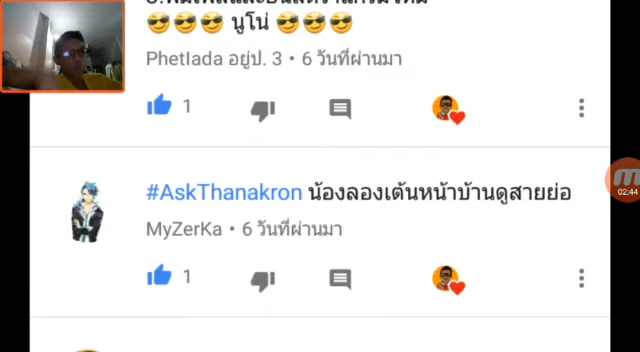 😎😎😎 นูโน่ 😎😎😎
Phetlada อยู่ป. 3 • 6 วันที่ผ่านมา
1
#AskThanakron น้องลองเต้นหน้าบ้านดูสายย่อ
MyZerKa • 6 วันที่ผ่านมา
1
02:44